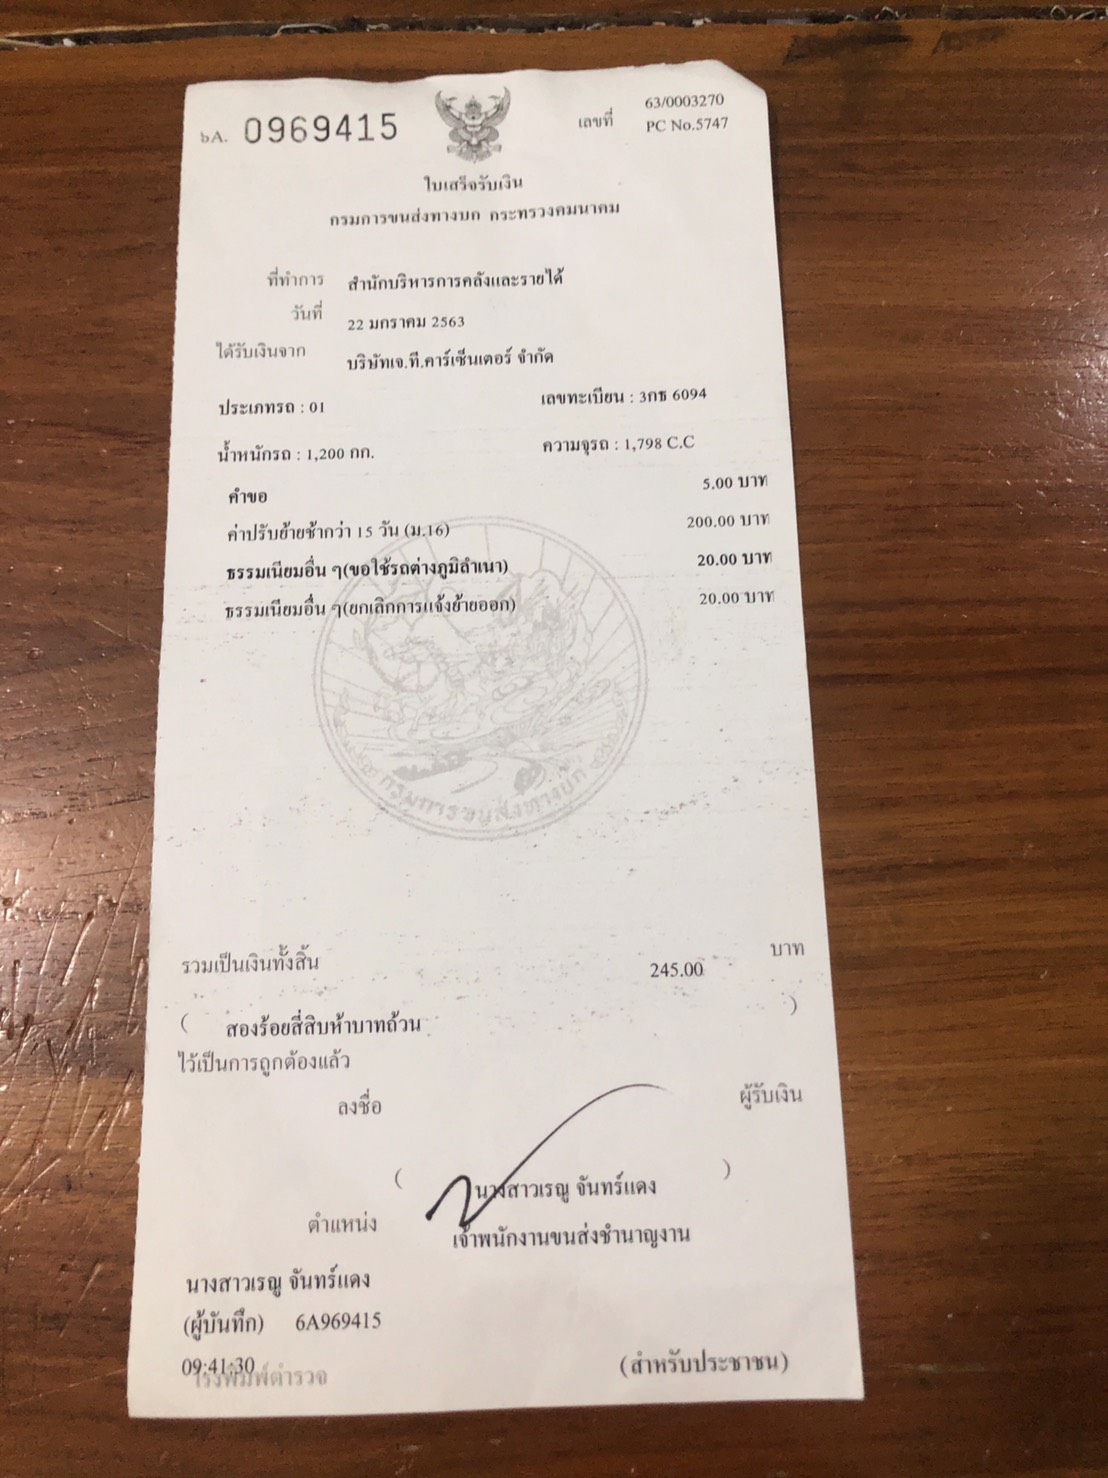 ๖A. 0969415
เลขที่ 63/0003270
PC No.5747
ใบเสร็จรับเงิน
กรมการขนส่งทางบก กระทรวงคมนาคม
ที่ทำการ สำนักบริหารการคลังและรายได้
วันที่ 22 มกราคม 2563
ได้รับเงินจาก บริษัทเจ.ที.คาร์เซ็นเตอร์ จำกัด
ประเภทรถ : 01 เลขทะเบียน : 3กธ 6094
น้ำหนักรถ : 1,200 กก. ความจุรถ : 1,798 C.C
คำขอ 5.00 บาท
ค่าปรับย้ายช้ากว่า 15 วัน (ม.16) 200.00 บาท
ธรรมเนียมอื่น ๆ(ขอใช้รถต่างภูมิลำเนา) 20.00 บาท
ธรรมเนียมอื่น ๆ(ยกเลิกการแจ้งย้ายออก) 20.00 บาท
กรมการขนส่งทางบก
รวมเป็นเงินทั้งสิ้น 245.00 บาท
( สองร้อยสี่สิบห้าบาทถ้วน )
ไว้เป็นการถูกต้องแล้ว
ลงชื่อ ผู้รับเงิน
( นางสาวเรณู จันทร์แดง )
ตำแหน่ง เจ้าพนักงานขนส่งชำนาญงาน
นางสาวเรณู จันทร์แดง
(ผู้บันทึก) 6A969415
09:41:30 (สำหรับประชาชน)
โรงพิมพ์ตำรวจ